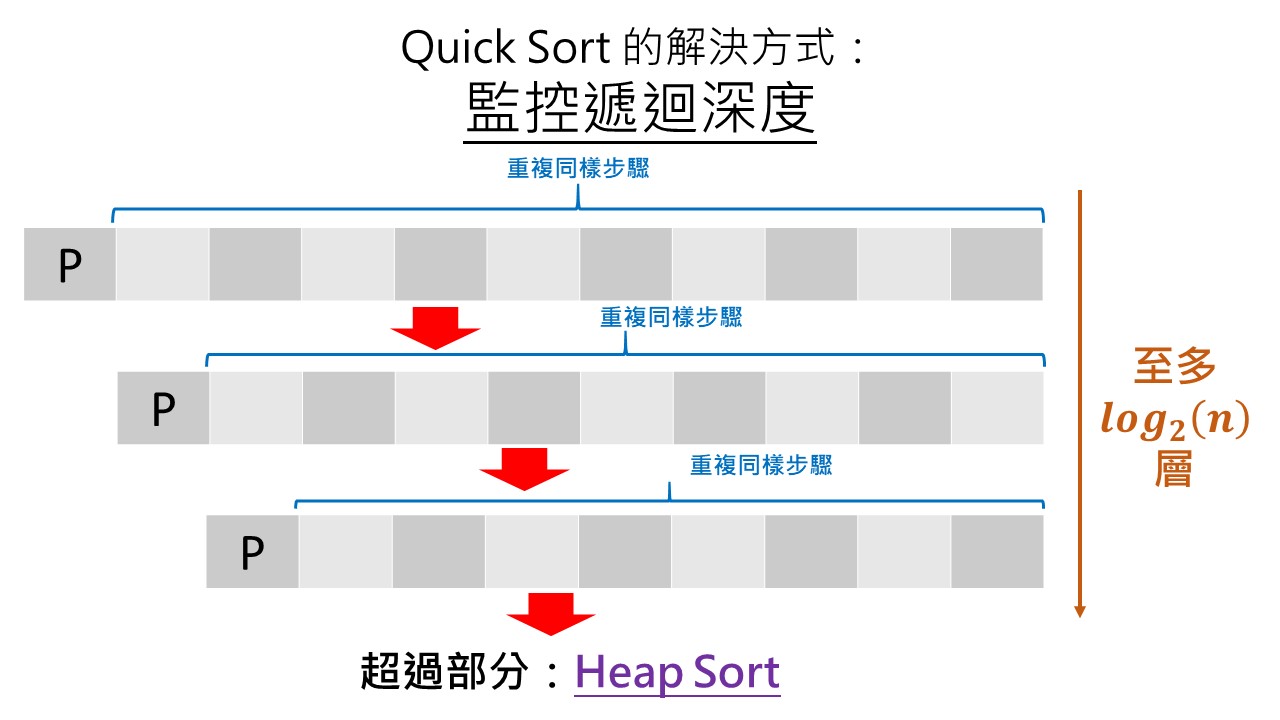 Quick Sort 的解決方式：
監控遞迴深度
重複同樣步驟
P
重複同樣步驟
P
重複同樣步驟
P
至多
log₂(n)
層
超過部分：Heap Sort